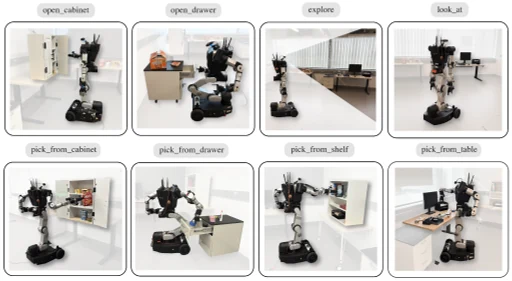 open_cabinet
open_drawer
explore
look_at
pick_from_cabinet
pick_from_drawer
pick_from_shelf
pick_from_table